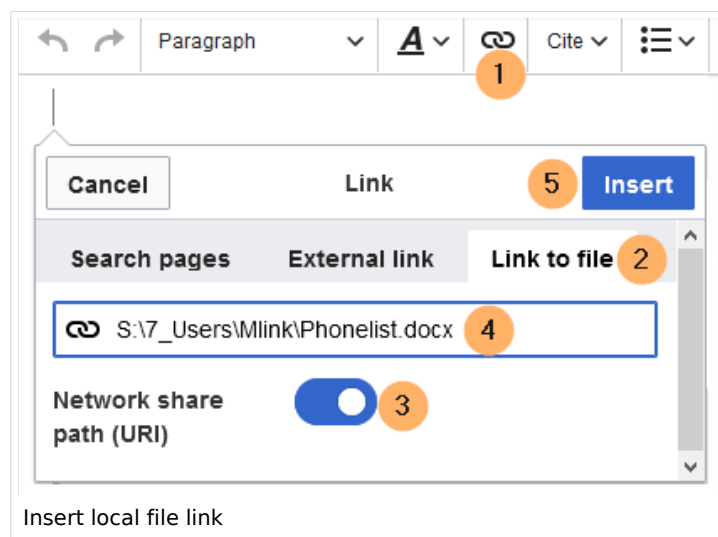 Paragraph A Cite
1
Cancel Link 5 Insert
Search pages External link Link to file 2
S:\7_Users\Mlink\Phonelist.docx 4
Network share
path (URI)
3
Insert local file link